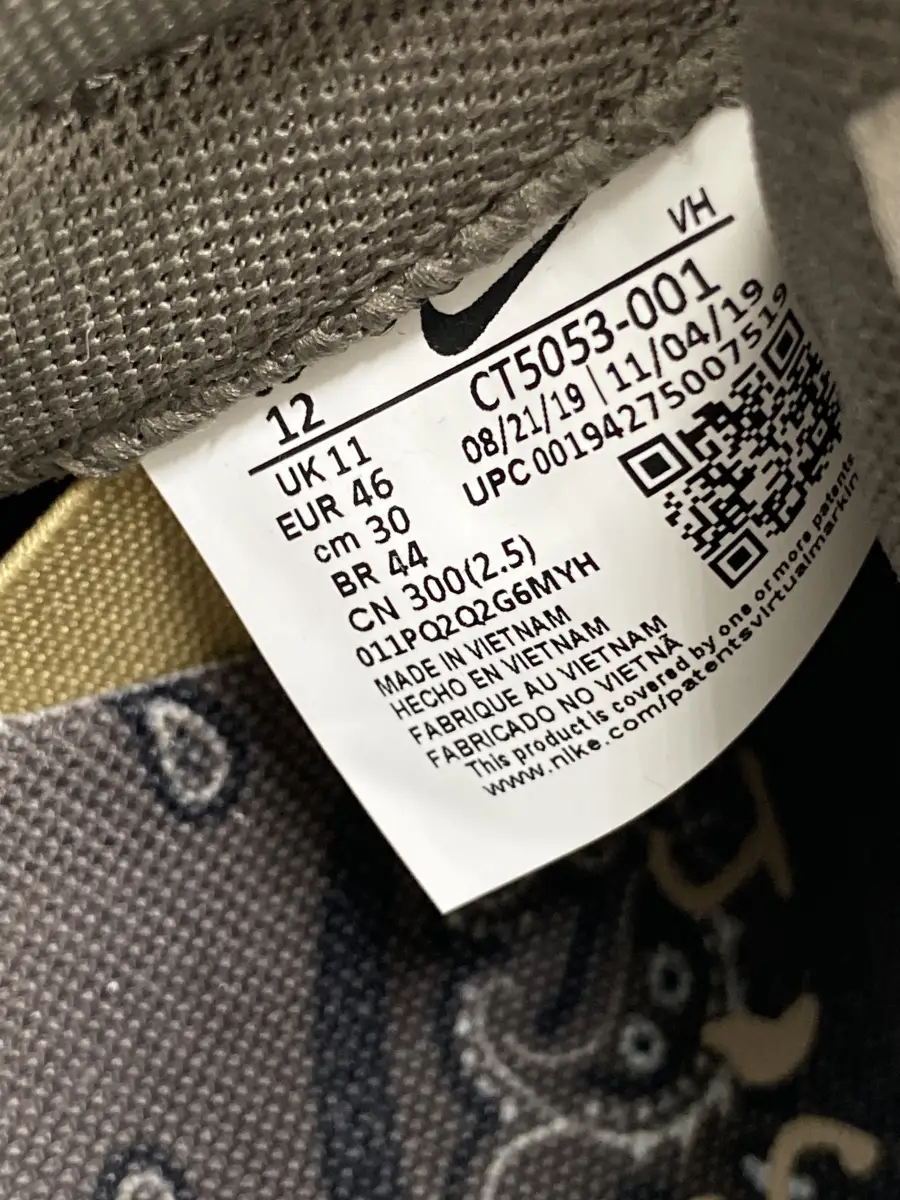 VH
12
CT5053-001
UK 11
08/21/19 | 11/04/19
EUR 46
UPC 00194275007519
cm 30
BR 44
CN 300(2.5)
011PQ2Q2G6MYH
MADE IN VIETNAM
HECHO EN VIETNAM
FABRIQUE AU VIETNAM
FABRICADO NO VIETNÃ
This product is covered by one or more patents
www.nike.com/patentsvirtualmarkin